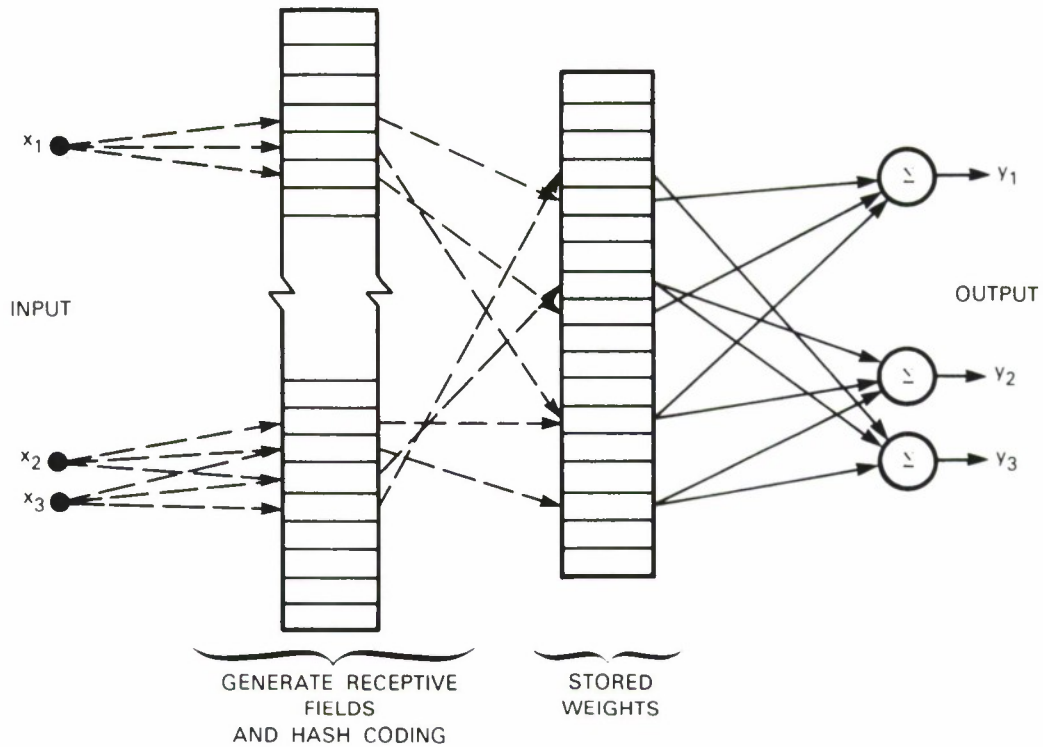 x1
x2
x3
INPUT
Σ
Σ
Σ
y1
y2
y3
OUTPUT
GENERATE RECEPTIVE
FIELDS
AND HASH CODING
STORED
WEIGHTS